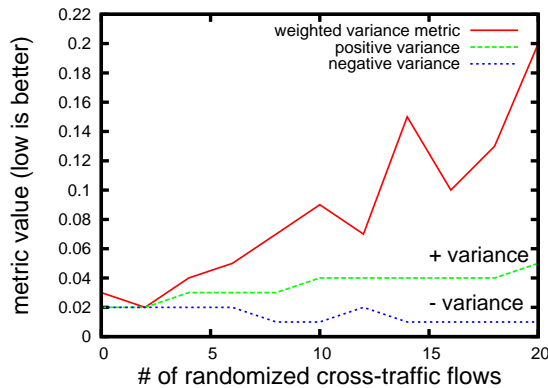 0.22
0.2
0.18
0.16
0.14
0.12
0.1
0.08
0.06
0.04
0.02
0
metric value (low is better)
weighted variance metric
positive variance
negative variance
+ variance
- variance
0 5 10 15 20
# of randomized cross-traffic flows